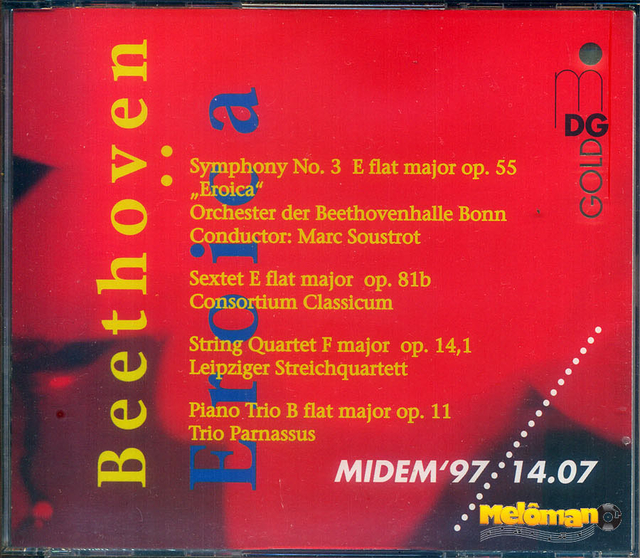 Beethoven:
Eroica
Symphony No. 3 E flat major op. 55
„Eroica“
Orchester der Beethovenhalle Bonn
Conductor: Marc Soustrot
Sextet E flat major op. 81b
Consortium Classicum
String Quartet F major op. 14,1
Leipziger Streichquartett
Piano Trio B flat major op. 11
Trio Parnassus
MDG
GOLD
MIDEM‘97 14.07
Melôman